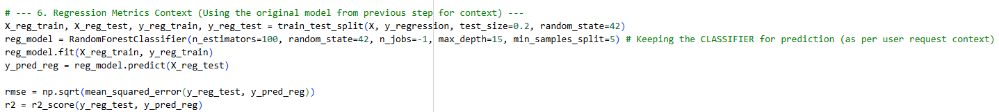 # --- 6. Regression Metrics Context (Using the original model from previous step for context) ---
X_reg_train, X_reg_test, y_reg_train, y_reg_test = train_test_split(X, y_regression, test_size=0.2, random_state=42)
reg_model = RandomForestClassifier(n_estimators=100, random_state=42, n_jobs=-1, max_depth=15, min_samples_split=5) # Keeping the CLASSIFIER for prediction (as per user request context)
reg_model.fit(X_reg_train, y_reg_train)
y_pred_reg = reg_model.predict(X_reg_test)

rmse = np.sqrt(mean_squared_error(y_reg_test, y_pred_reg))
r2 = r2_score(y_reg_test, y_pred_reg)